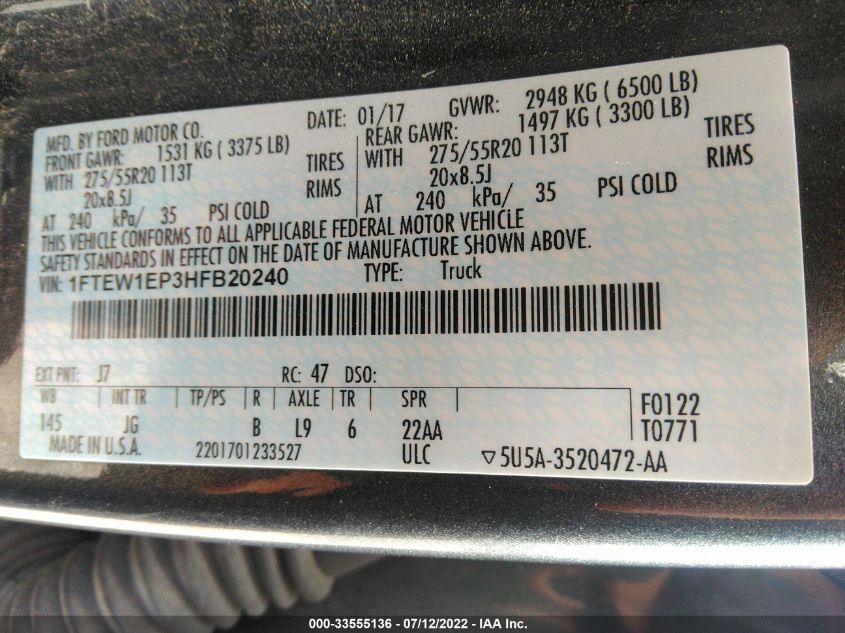 MFD. BY FORD MOTOR CO.
DATE: 01/17 GVWR: 2948 KG ( 6500 LB)
FRONT GAWR: 1531 KG ( 3375 LB)
REAR GAWR: 1497 KG ( 3300 LB)
WITH 275/55R20 113T TIRES
WITH 275/55R20 113T TIRES
20x8.5J RIMS
20x8.5J RIMS
AT 240 kPa/ 35 PSI COLD
AT 240 kPa/ 35 PSI COLD
THIS VEHICLE CONFORMS TO ALL APPLICABLE FEDERAL MOTOR VEHICLE
SAFETY STANDARDS IN EFFECT ON THE DATE OF MANUFACTURE SHOWN ABOVE.
VIN: 1FTEW1EP3HFB20240 TYPE: Truck
EXT PNT: J7 RC: 47 DSO:
WB INT TR TP/PS R AXLE TR SPR
145 JG B L9 6 22AA
F0122
T0771
MADE IN U.S.A. 2201701233527 ULC ▽5U5A-3520472-AA
000-33555136 - 07/12/2022 - IAA Inc.